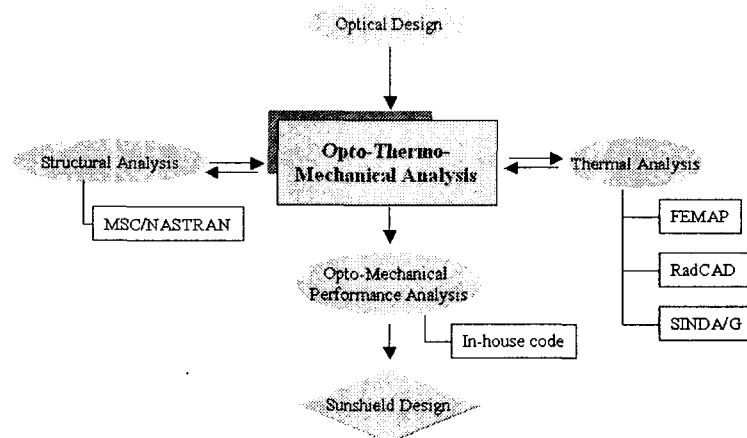 Optical Design
Opto-Thermo-
Mechanical Analysis
Structural Analysis
Thermal Analysis
MSC/NASTRAN
FEMAP
RadCAD
SINDA/G
Opto-Mechanical
Performance Analysis
In-house code
Sunshield Design